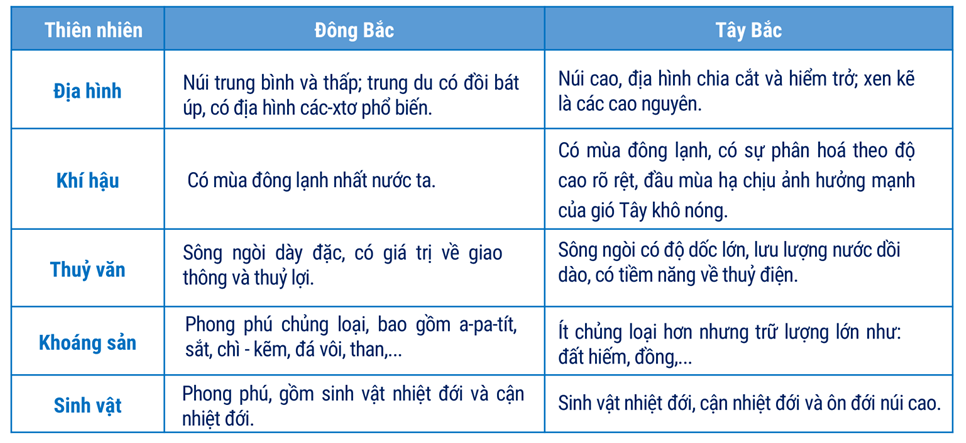 Thiên nhiên
Đông Bắc
Tây Bắc
Địa hình
Núi trung bình và thấp; trung du có đồi bát
úp, có địa hình các-xtơ phổ biến.
Núi cao, địa hình chia cắt và hiểm trở; xen kẽ
là các cao nguyên.
Khí hậu
Có mùa đông lạnh nhất nước ta.
Có mùa đông lạnh, có sự phân hoá theo độ
cao rõ rệt, đầu mùa hạ chịu ảnh hưởng mạnh
của gió Tây khô nóng.
Thuỷ văn
Sông ngòi dày đặc, có giá trị về giao
thông và thuỷ lợi.
Sông ngòi có độ dốc lớn, lưu lượng nước dồi
dào, có tiềm năng về thuỷ điện.
Khoáng sản
Phong phú chủng loại, bao gồm a-pa-tít,
sắt, chì - kẽm, đá vôi, than,...
Ít chủng loại hơn nhưng trữ lượng lớn như:
đất hiếm, đồng,...
Sinh vật
Phong phú, gồm sinh vật nhiệt đới và cận
nhiệt đới.
Sinh vật nhiệt đới, cận nhiệt đới và ôn đới núi cao.